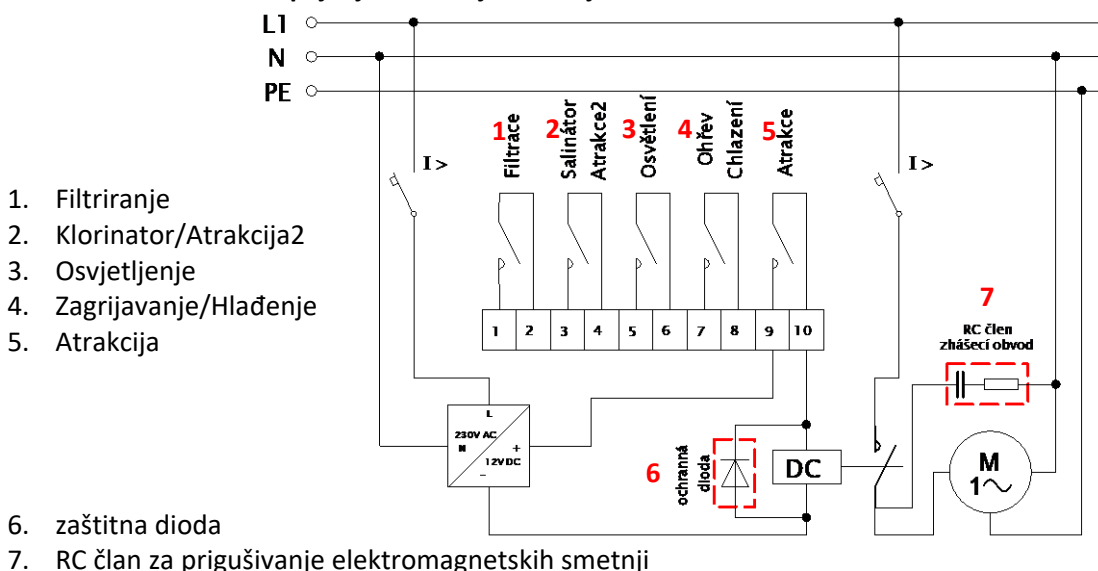 L1
N
PE
1 Filtrace
2 Salinátor
Atrakce2
3 Osvětlení
4 Ohřev
Chlazení
5 Atrakce
I >
I >
1. Filtriranje
2. Klorinator/Atrakcija2
3. Osvjetljenje
4. Zagrijavanje/Hlađenje
5. Atrakcija
1 2 3 4 5 6 7 8 9 10
7
RC člen
zhášecí obvod
L
230V AC
N +
12V DC
−
6 ochranná
dioda
DC
M
1~
6. zaštitna dioda
7. RC član za prigušivanje elektromagnetskih smetnji